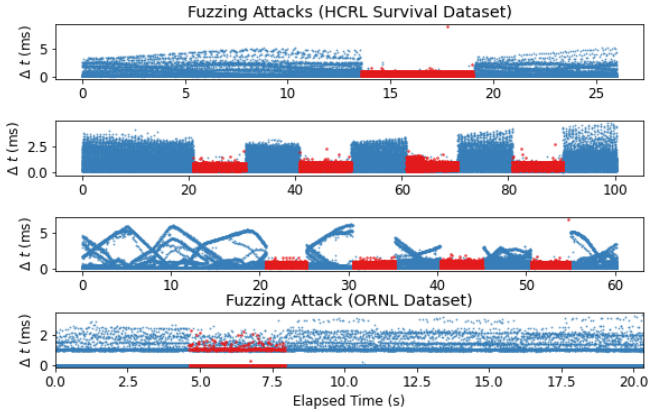 Fuzzing Attacks (HCRL Survival Dataset)
Δ t (ms)
5
0
0 5 10 15 20 25
Δ t (ms)
2.5
0.0
0 20 40 60 80 100
Δ t (ms)
5
0
0 10 20 30 40 50 60
Fuzzing Attack (ORNL Dataset)
Δ t (ms)
2
0
0.0 2.5 5.0 7.5 10.0 12.5 15.0 17.5 20.0
Elapsed Time (s)